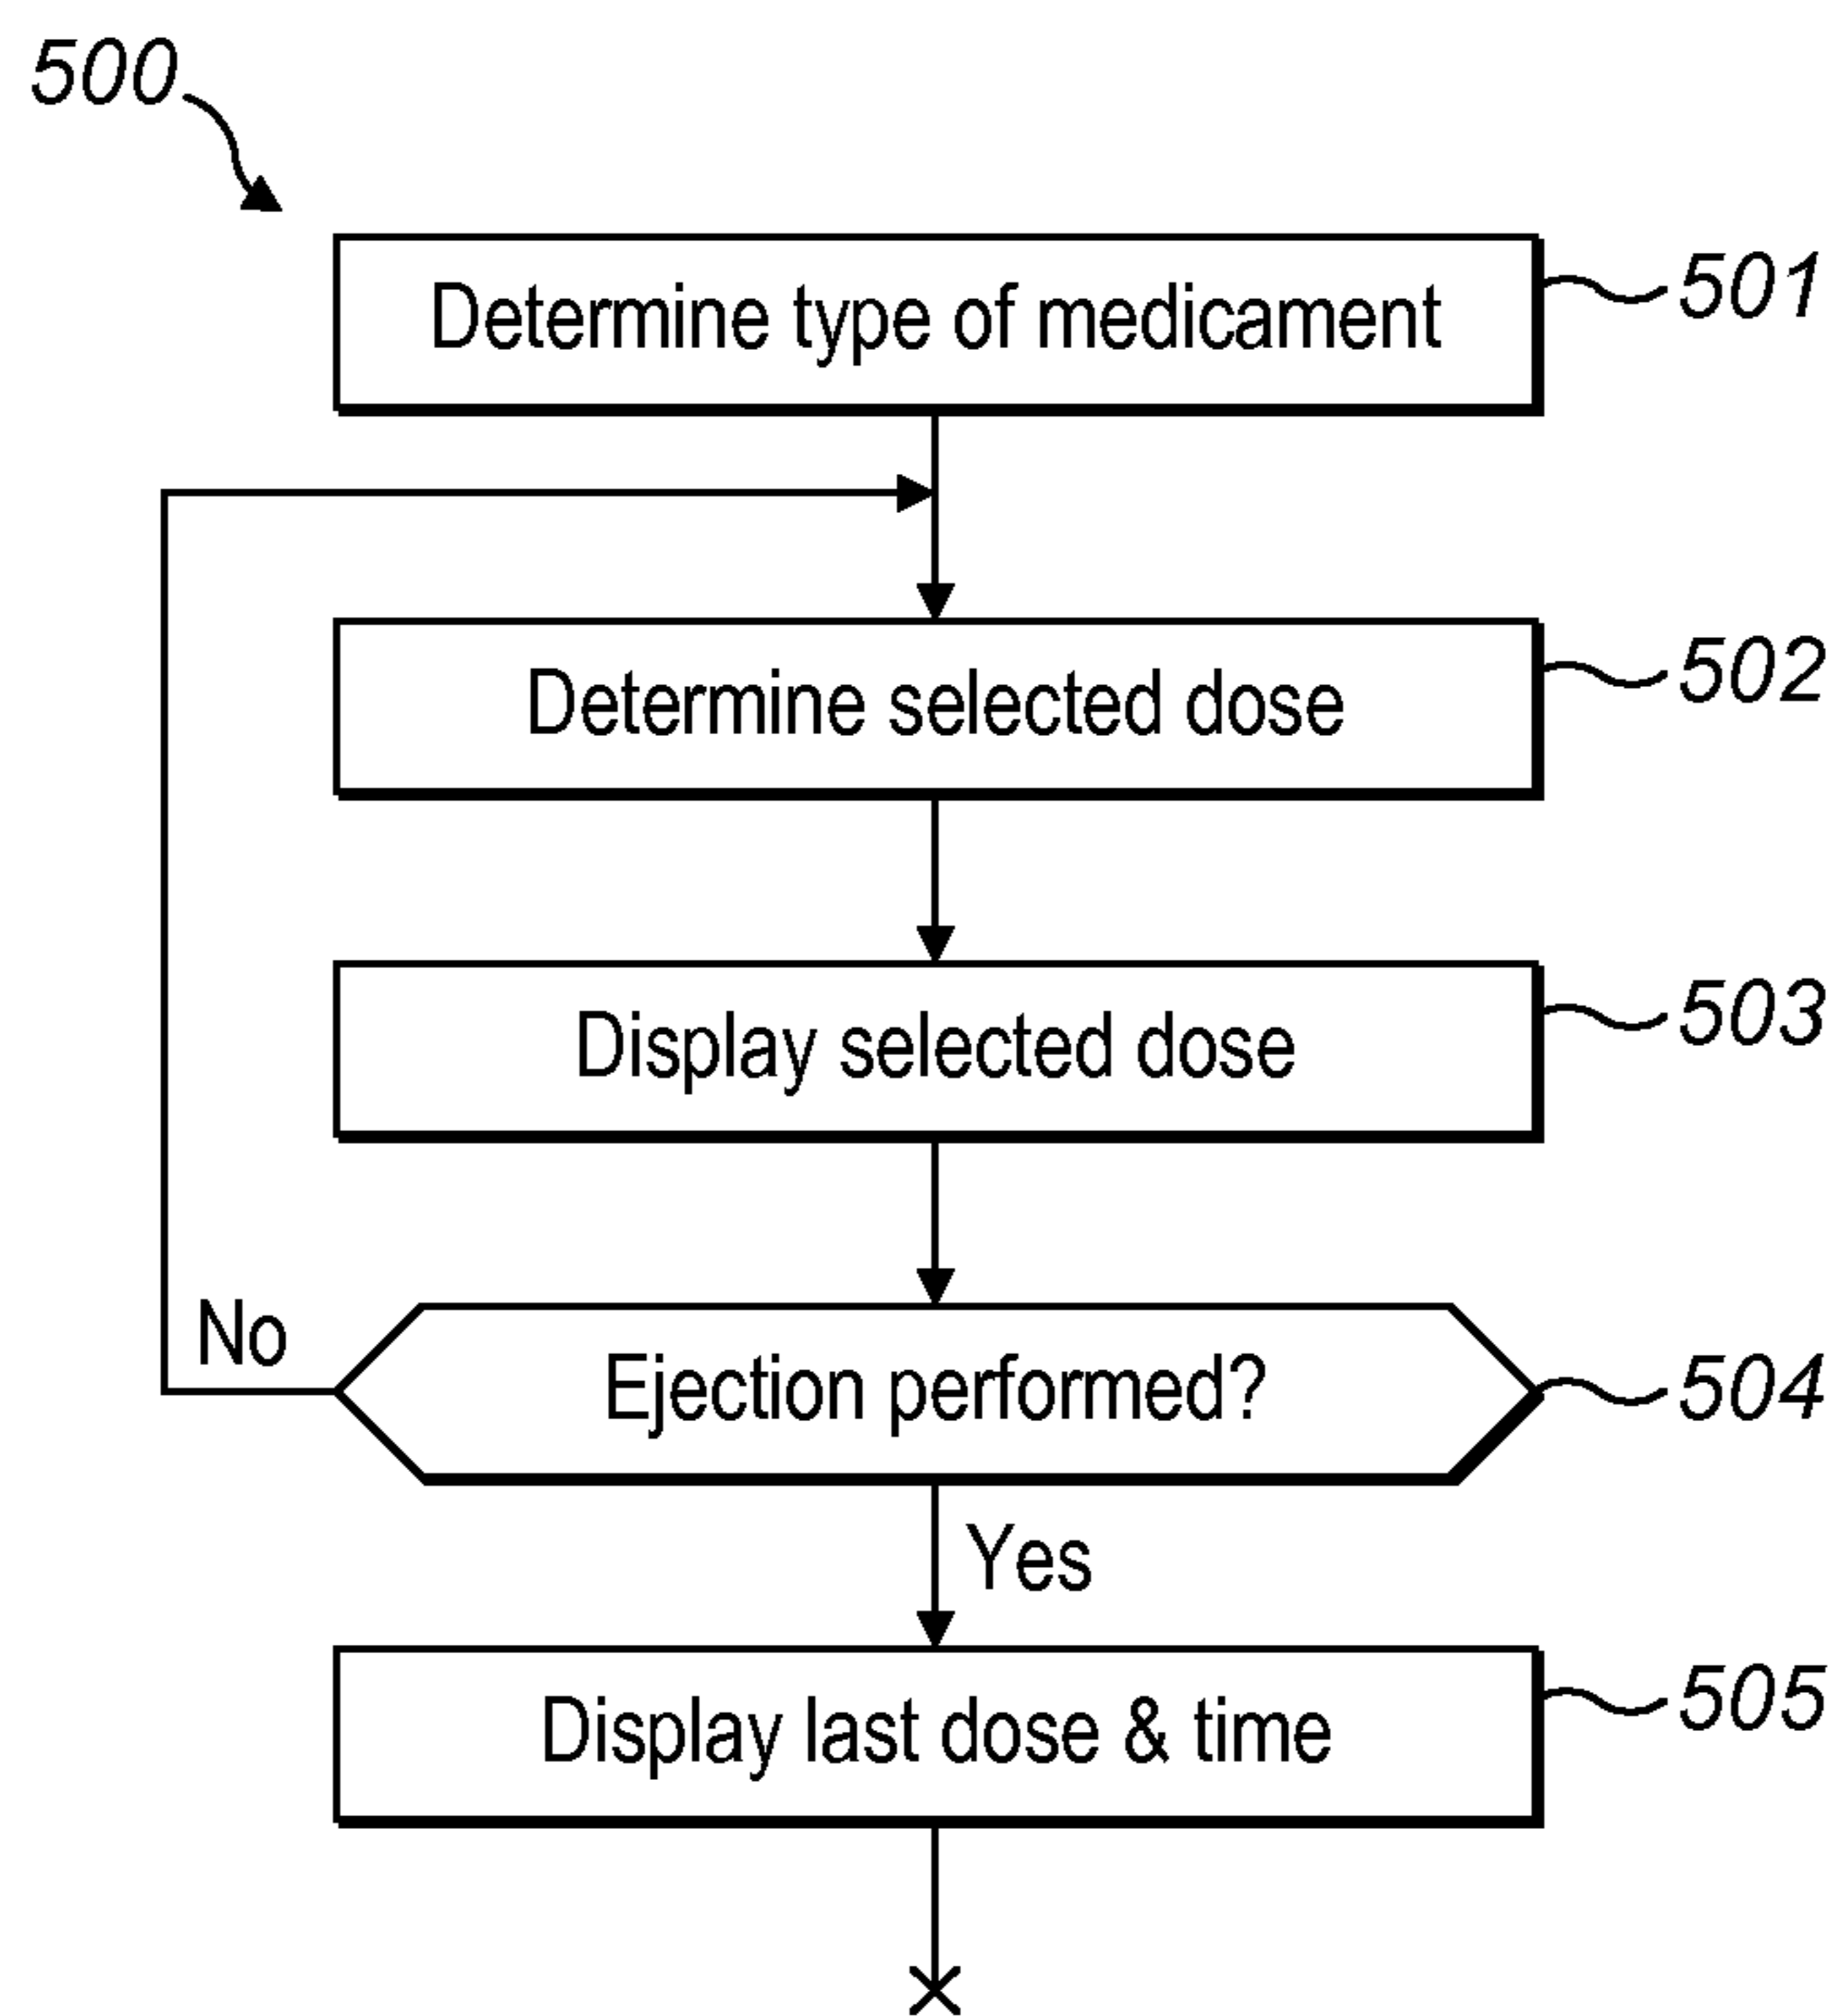 500
Determine type of medicament
501
Determine selected dose
502
Display selected dose
503
No
Ejection performed?
504
Yes
Display last dose & time
505